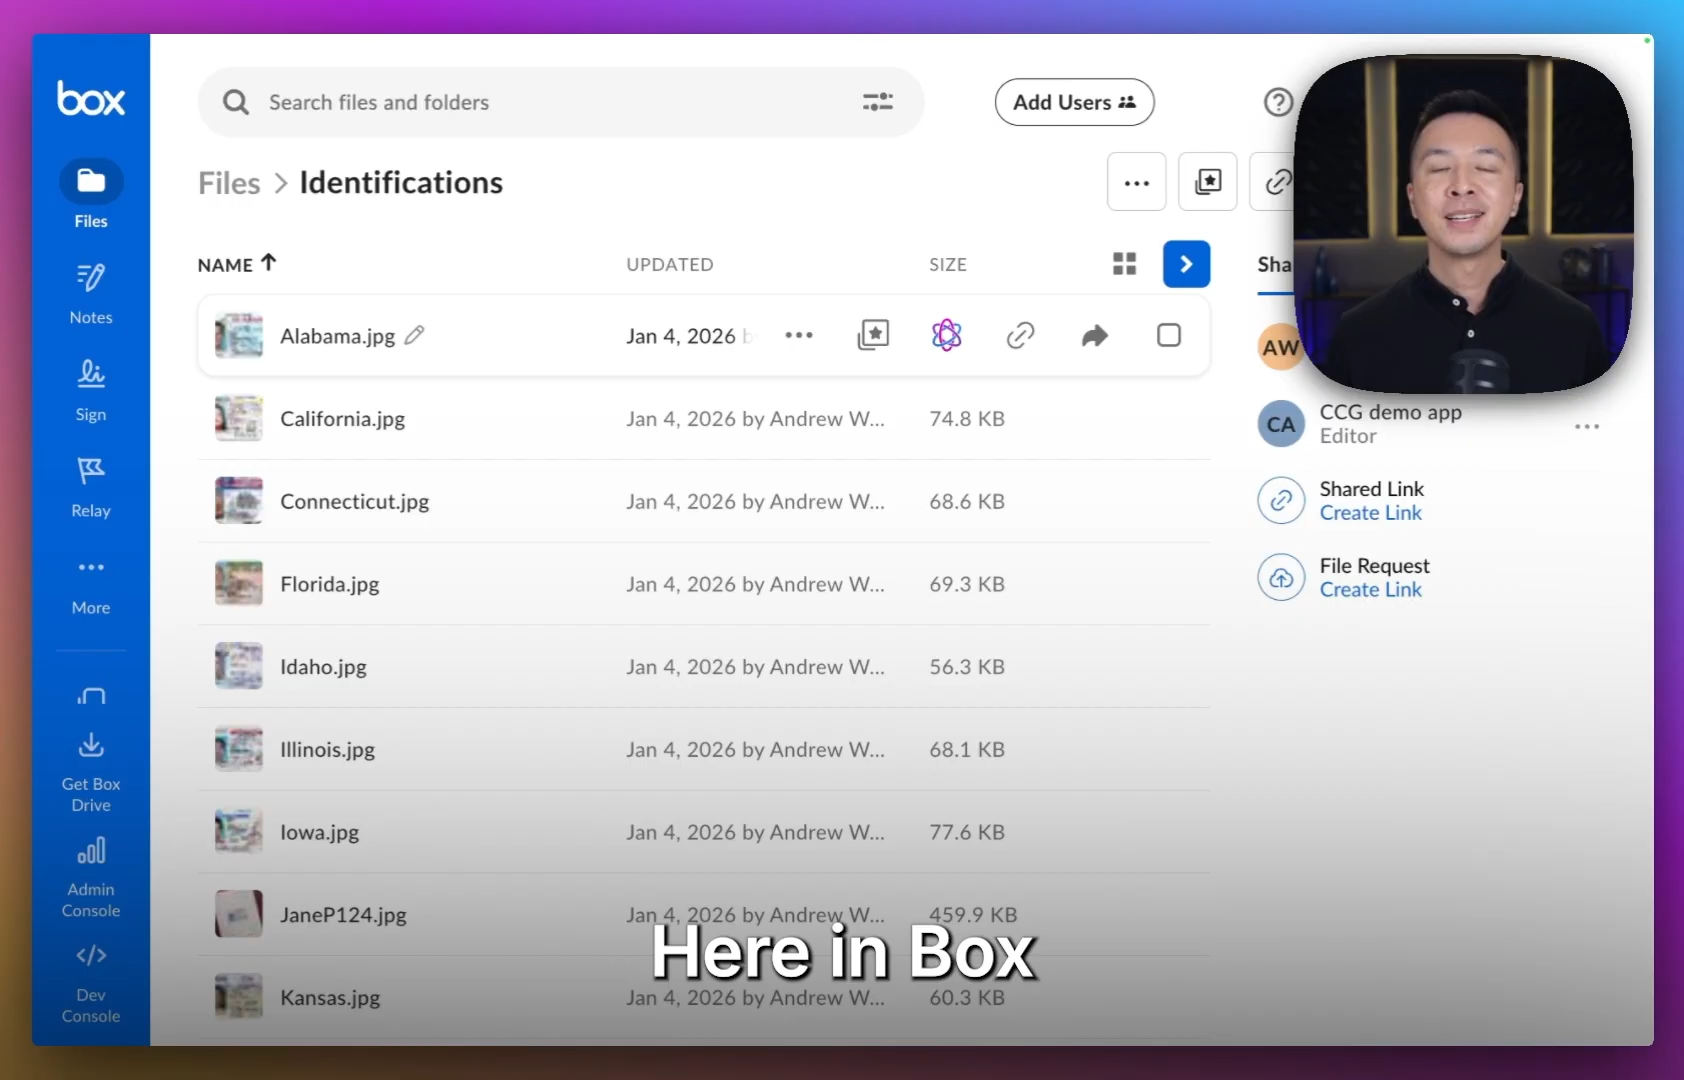 box
Search files and folders
Add Users
Files > Identifications
Files
Notes
Sign
Relay
More
Get Box
Drive
Admin
Console
Dev
Console
NAME
UPDATED
SIZE
Alabama.jpg
Jan 4, 2026
California.jpg
Jan 4, 2026 by Andrew W...
74.8 KB
Connecticut.jpg
Jan 4, 2026 by Andrew W...
68.6 KB
Florida.jpg
Jan 4, 2026 by Andrew W...
69.3 KB
Idaho.jpg
Jan 4, 2026 by Andrew W...
56.3 KB
Illinois.jpg
Jan 4, 2026 by Andrew W...
68.1 KB
Iowa.jpg
Jan 4, 2026 by Andrew W...
77.6 KB
JaneP124.jpg
Jan 4, 2026 by Andrew W...
459.9 KB
Kansas.jpg
Jan 4, 2026 by Andrew W...
60.3 KB
Sha
AW
CA
CCG demo app
Editor
Shared Link
Create Link
File Request
Create Link
Here in Box